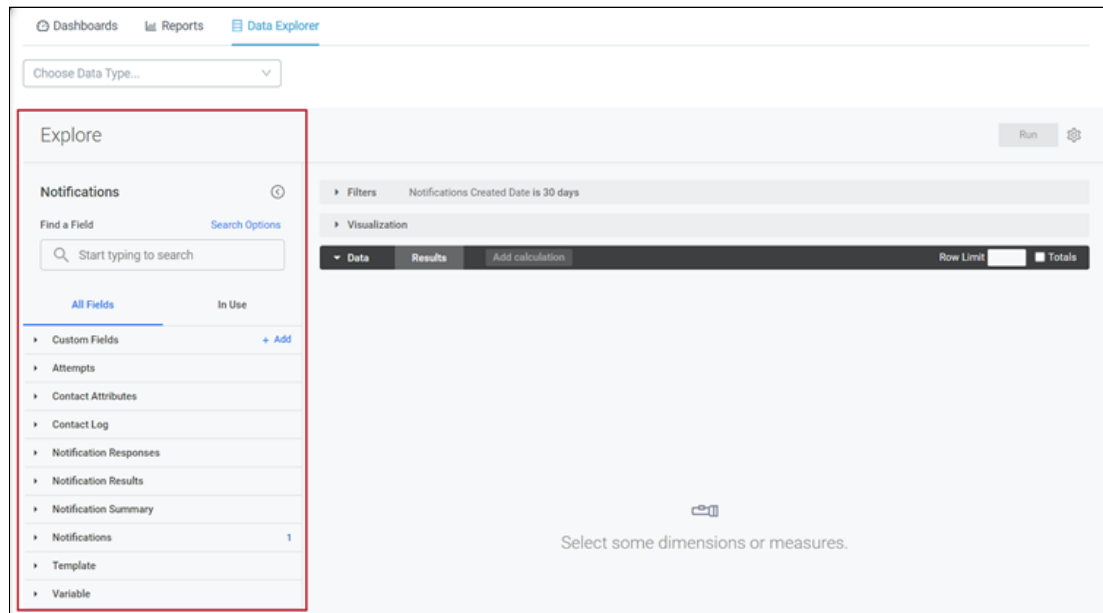 Dashboards Reports Data Explorer
Choose Data Type...
Explore
Run
Notifications
Filters Notifications Created Date is 30 days
Find a Field Search Options
Visualization
Start typing to search
Data Results Add calculation Row Limit Totals
All Fields In Use
Custom Fields + Add
Attempts
Contact Attributes
Contact Log
Notification Responses
Notification Results
Notification Summary
Notifications 1
Select some dimensions or measures.
Template
Variable